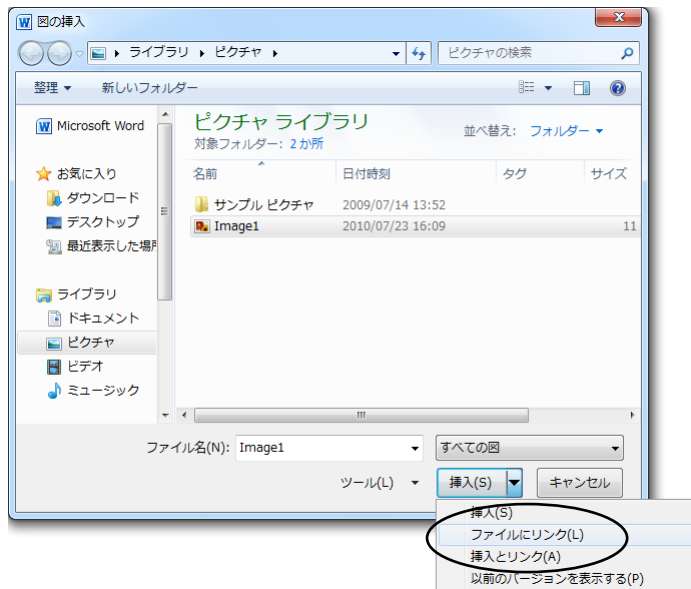 図の挿入
ライブラリ ピクチャ
ピクチャの検索
整理 新しいフォルダー
Microsoft Word
お気に入り
ダウンロード
デスクトップ
最近表示した場所
ライブラリ
ドキュメント
ピクチャ
ビデオ
ミュージック
ピクチャ ライブラリ
対象フォルダー: 2 か所
並べ替え: フォルダー
名前 日付時刻 タグ サイズ
サンプル ピクチャ 2009/07/14 13:52
Image1 2010/07/23 16:09 11
ファイル名(N): Image1 すべての図
ツール(L) 挿入(S) キャンセル
挿入(S)
ファイルにリンク(L)
挿入とリンク(A)
以前のバージョンを表示する(P)